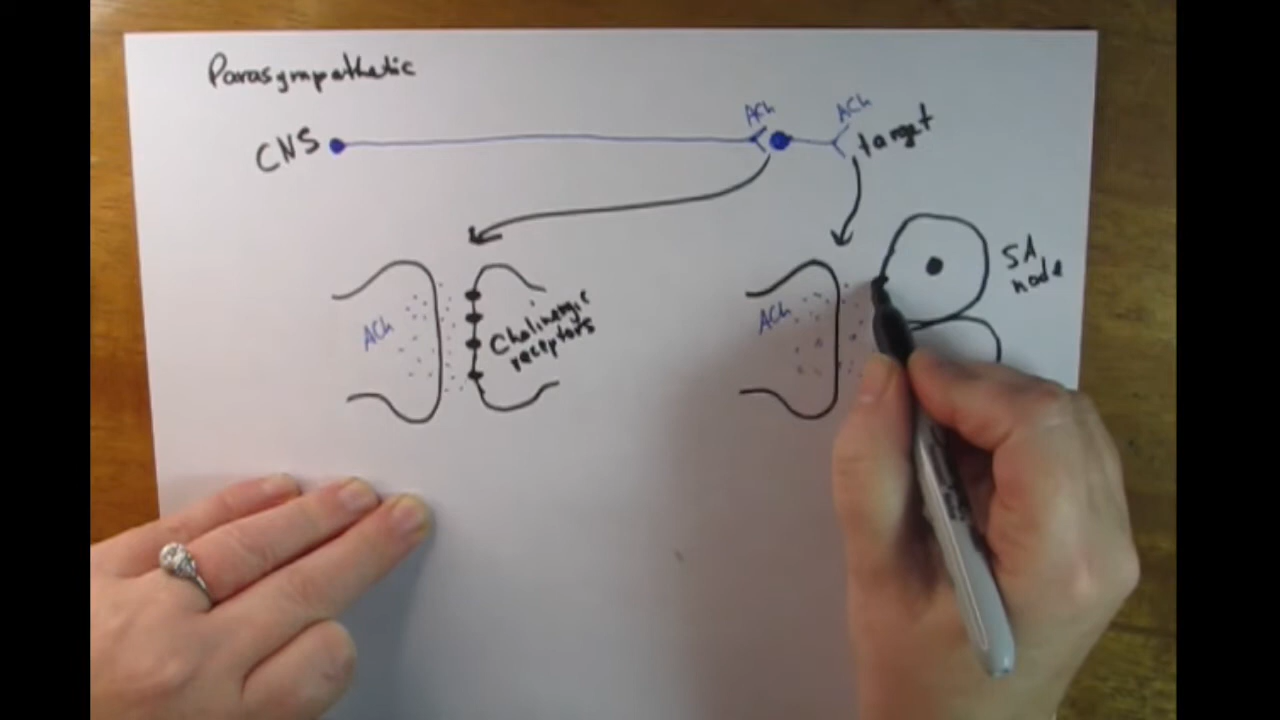 Parasympathetic
ACh
ACh
CNS
target
SA
node
ACh
Cholinergic
receptors
ACh